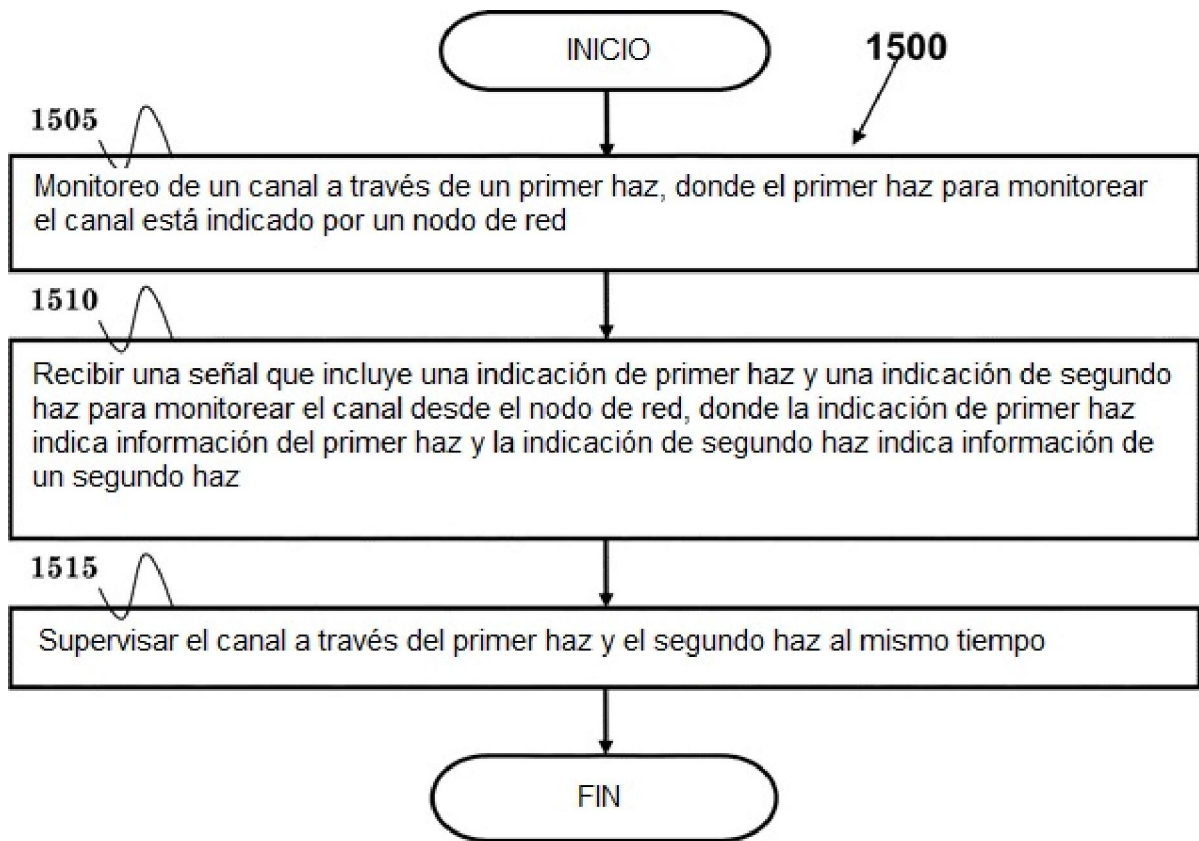 INICIO
1500
1505
Monitoreo de un canal a través de un primer haz, donde el primer haz para monitorear
el canal está indicado por un nodo de red
1510
Recibir una señal que incluye una indicación de primer haz y una indicación de segundo
haz para monitorear el canal desde el nodo de red, donde la indicación de primer haz
indica información del primer haz y la indicación de segundo haz indica información de
un segundo haz
1515
Supervisar el canal a través del primer haz y el segundo haz al mismo tiempo
FIN